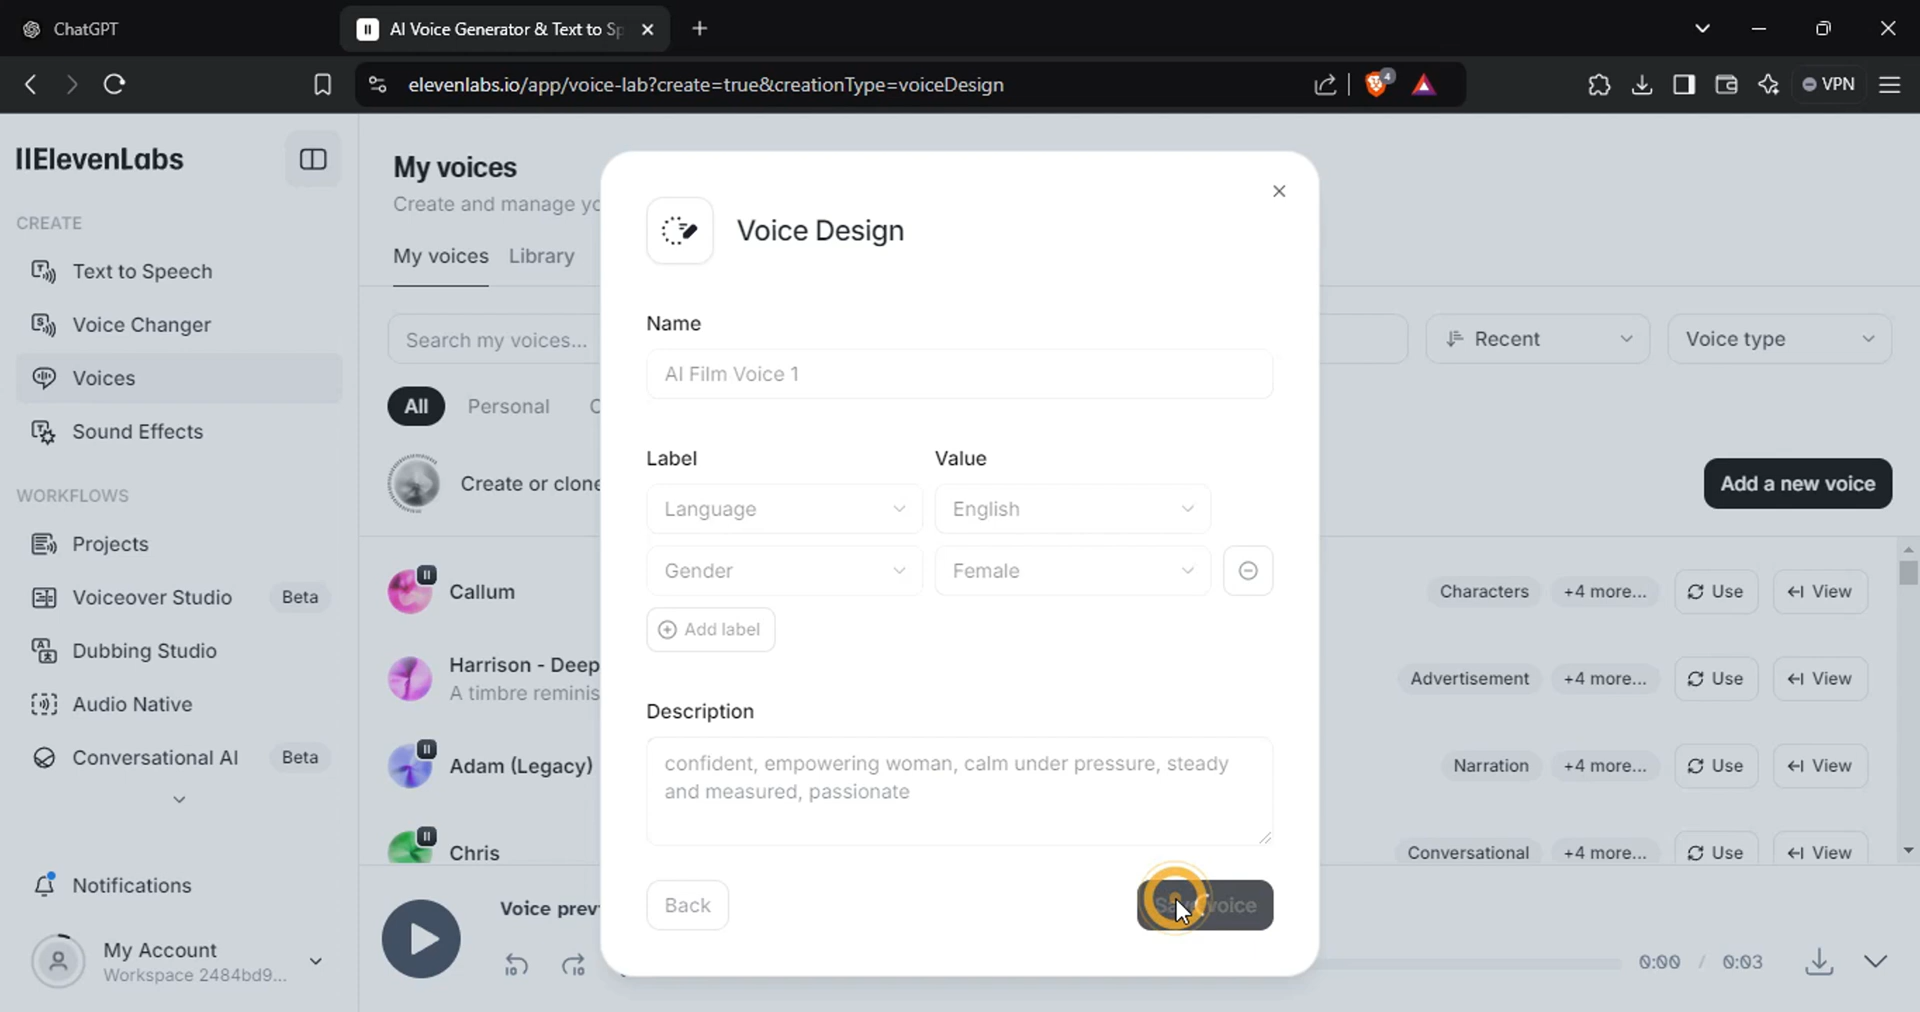 ChatGPT
AI Voice Generator & Text to Sp
elevenlabs.io/app/voice-lab?create=true&creationType=voiceDesign
4
VPN
IIElevenLabs
CREATE
Text to Speech
Voice Changer
Voices
Sound Effects
WORKFLOWS
Projects
Voiceover Studio Beta
Dubbing Studio
Audio Native
Conversational AI Beta
Notifications
My Account
Workspace 2484bd9...
My voices
Create and manage yo
My voices Library
Search my voices...
Recent
Voice type
All Personal
Create or clone
Add a new voice
Callum
Characters +4 more... Use View
Harrison - Deep
A timbre reminis
Advertisement +4 more... Use View
Adam (Legacy)
Narration +4 more... Use View
Chris
Conversational +4 more... Use View
Voice prev
10 10
0:00 / 0:03
Voice Design
Name
AI Film Voice 1
Label Value
Language English
Gender Female
Add label
Description
confident, empowering woman, calm under pressure, steady
and measured, passionate
Back
voice